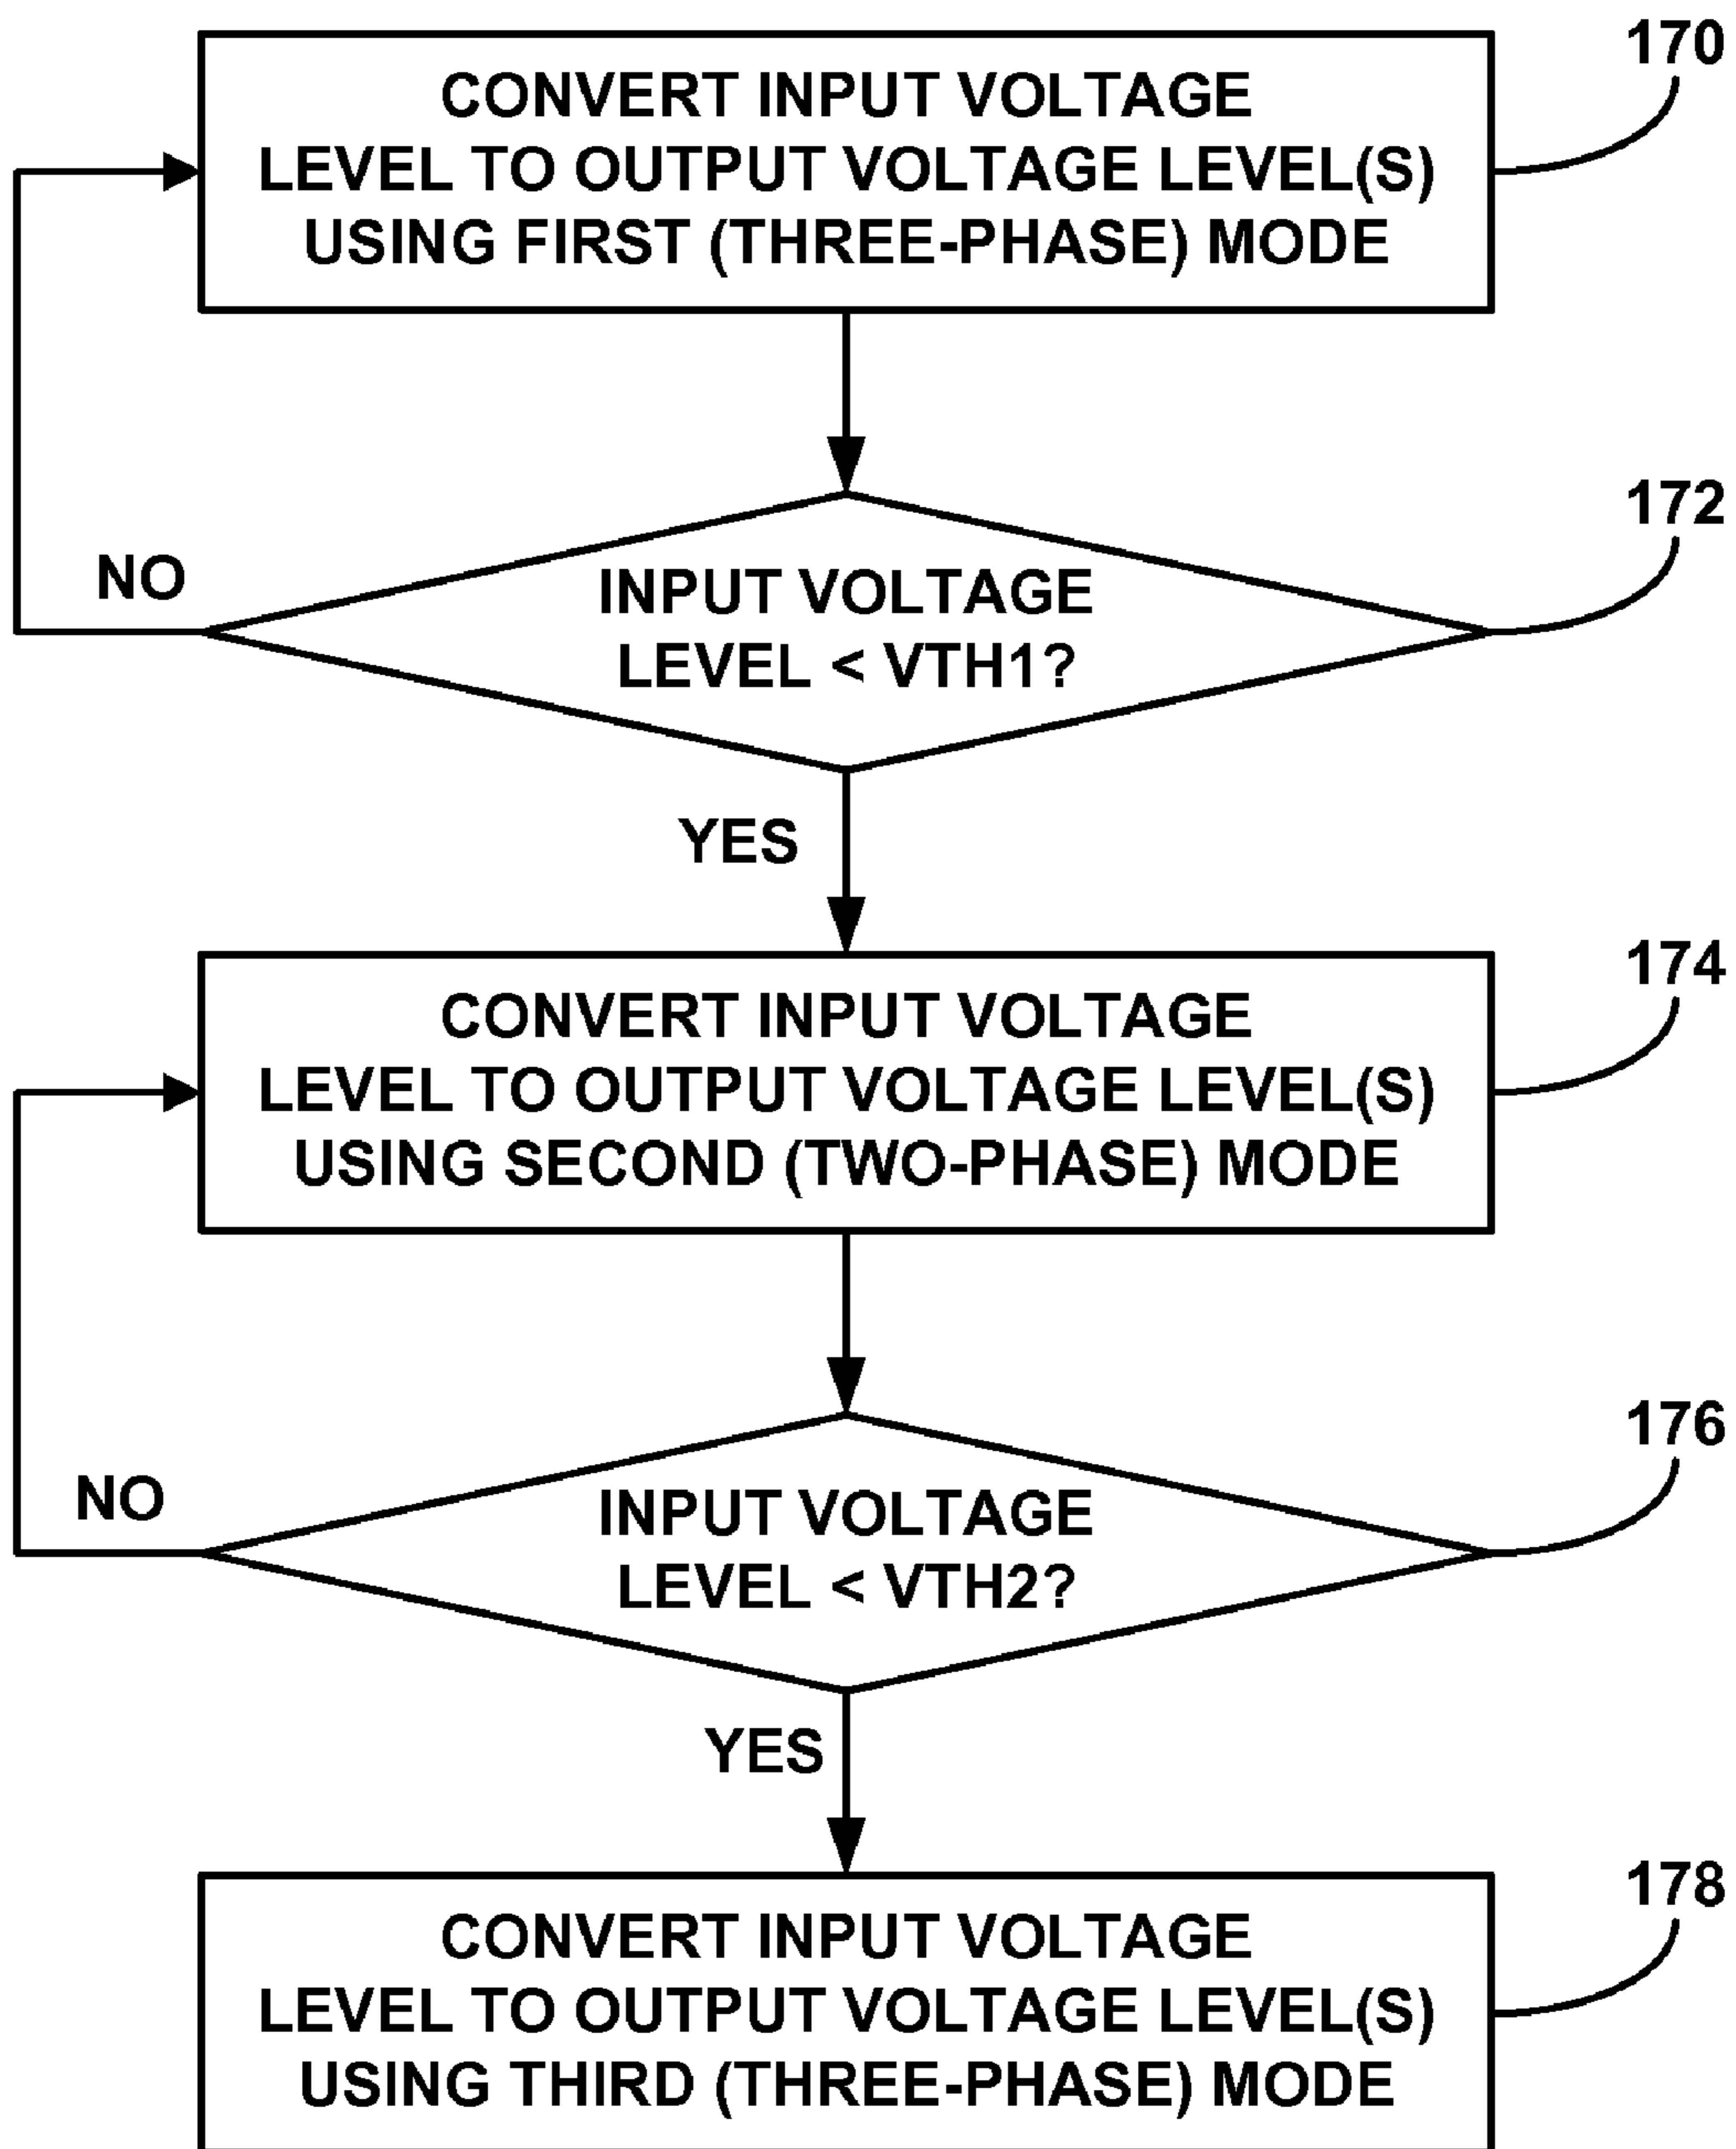 170
CONVERT INPUT VOLTAGE
LEVEL TO OUTPUT VOLTAGE LEVEL(S)
USING FIRST (THREE-PHASE) MODE
172
NO
INPUT VOLTAGE
LEVEL < VTH1?
YES
174
CONVERT INPUT VOLTAGE
LEVEL TO OUTPUT VOLTAGE LEVEL(S)
USING SECOND (TWO-PHASE) MODE
176
NO
INPUT VOLTAGE
LEVEL < VTH2?
YES
178
CONVERT INPUT VOLTAGE
LEVEL TO OUTPUT VOLTAGE LEVEL(S)
USING THIRD (THREE-PHASE) MODE